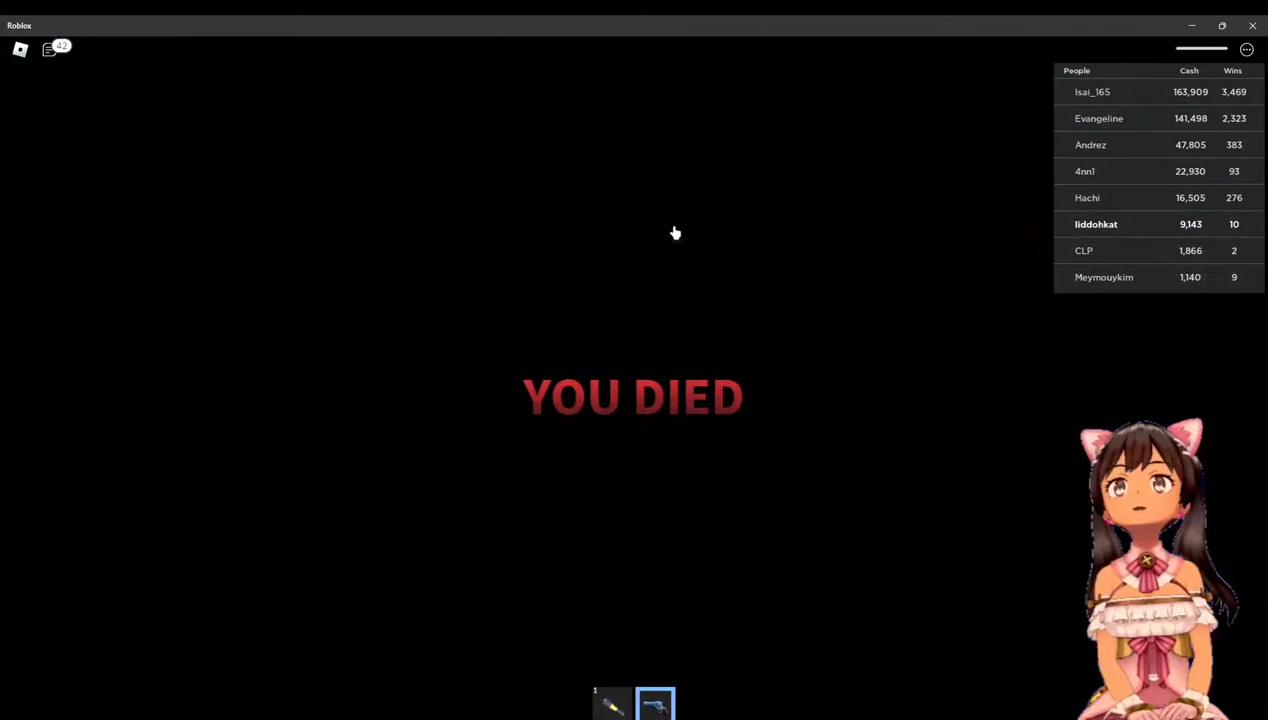 Roblox
42
People Cash Wins
Isai_165 163,909 3,469
Evangeline 141,498 2,323
Andrez 47,805 383
4nn1 22,930 93
Hachi 16,505 276
liddohkat 9,143 10
CLP 1,866 2
Meymouykim 1,140 9
YOU DIED
1